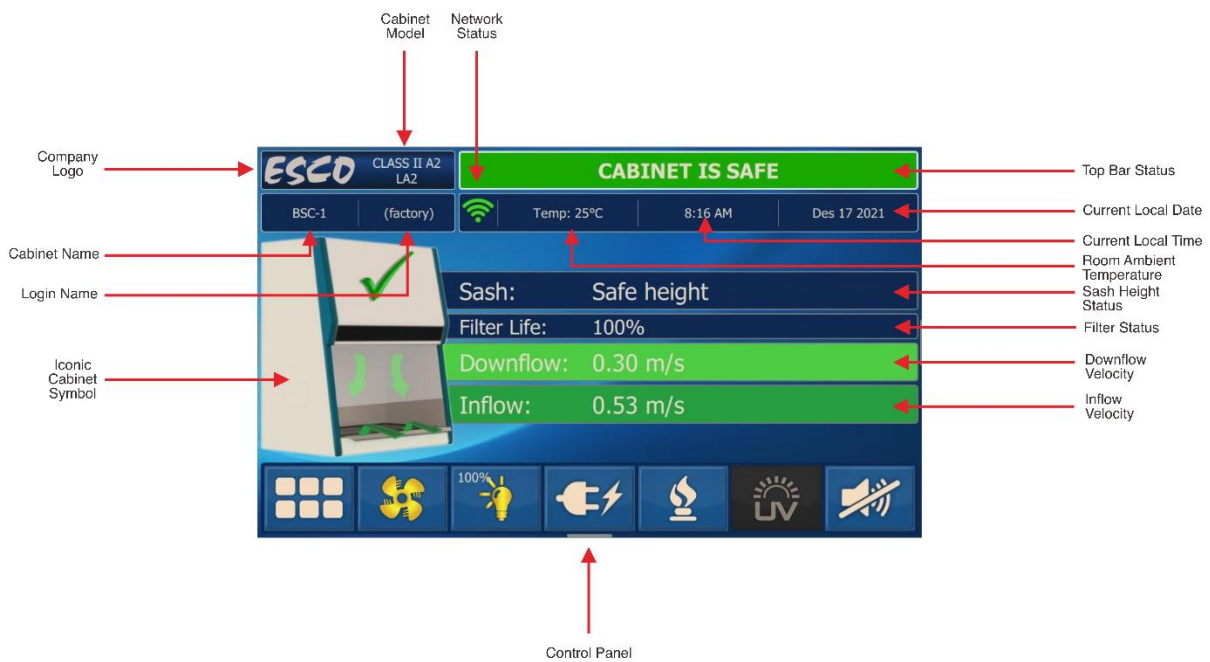 Cabinet
Model
Network
Status
Company
Logo
ESCO
CLASS II A2
LA2
CABINET IS SAFE
Top Bar Status
BSC-1
(factory)
Temp: 25°C
8:16 AM
Des 17 2021
Current Local Date
Current Local Time
Cabinet Name
Room Ambient
Temperature
Login Name
Sash: Safe height
Sash Height
Status
Filter Life: 100%
Filter Status
Iconic
Cabinet
Symbol
Downflow: 0.30 m/s
Downflow
Velocity
Inflow: 0.53 m/s
Inflow
Velocity
100%
UV
Control Panel